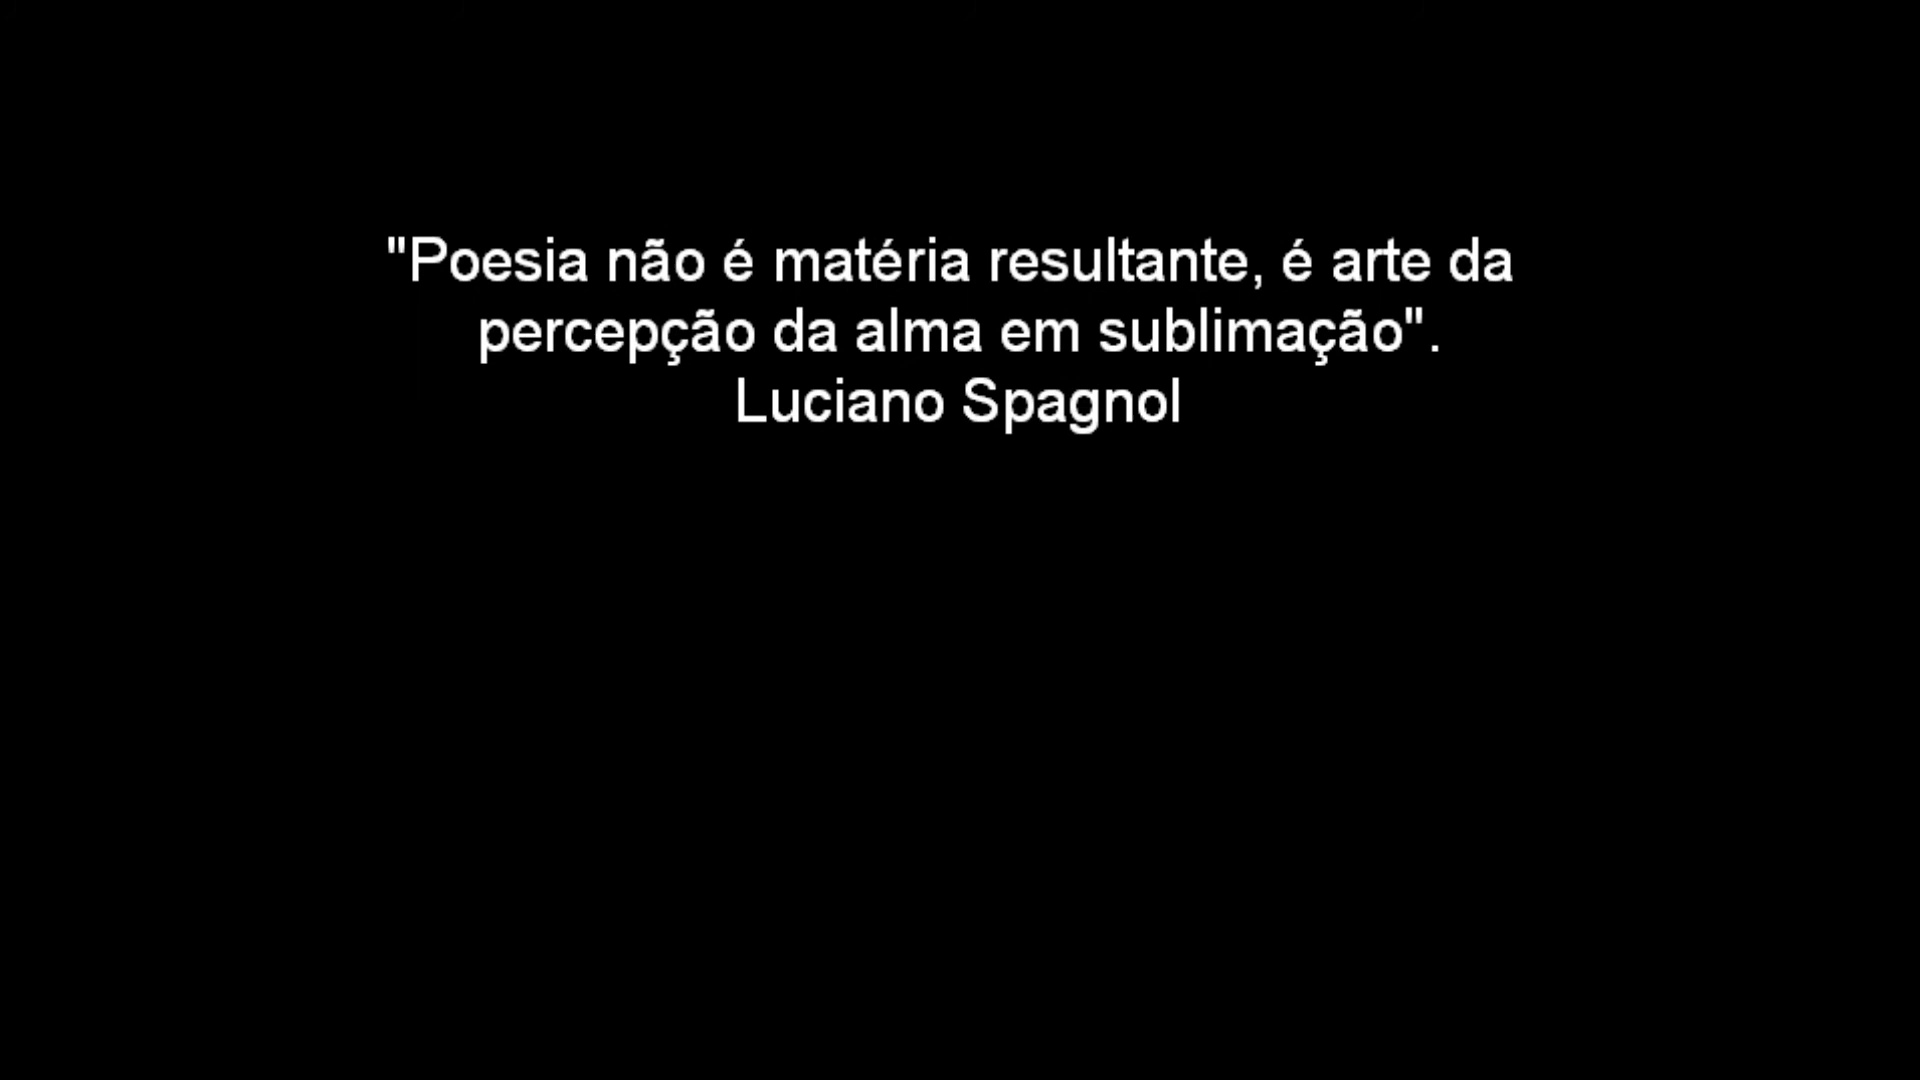 "Poesia não é matéria resultante, é arte da
percepção da alma em sublimação".
Luciano Spagnol